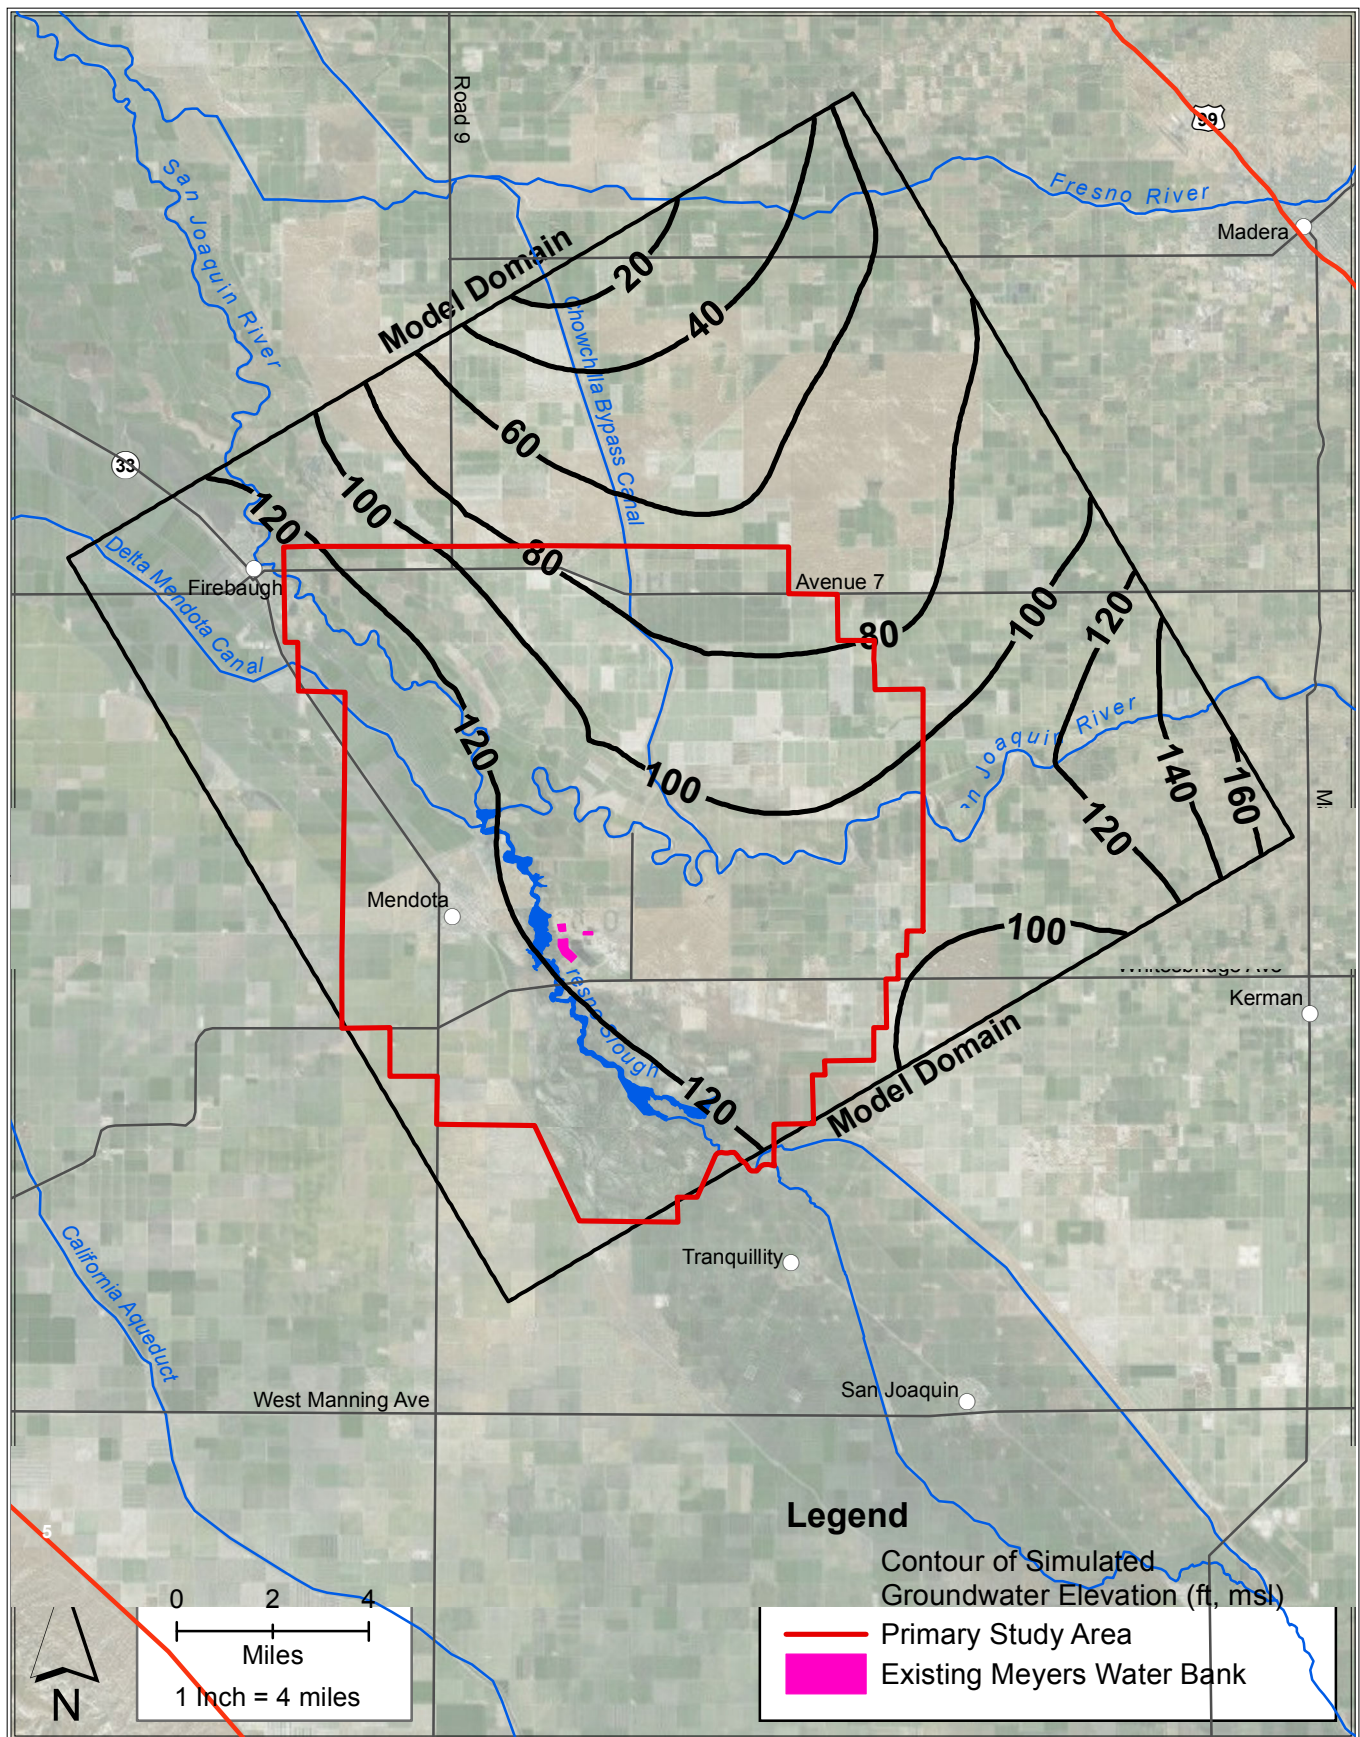 Road 9
99
San Joaquin River
Fresno River
Madera
Model Domain
20
40
Chowchilla Bypass Canal
60
33
100
120
80
Delta Mendota Canal
Firebaugh
Avenue 7
80
100
120
120
San Joaquin River
100
140
160
120
Mendota
100
Kerman
resno Slough
120
Model Domain
Tranquillity
California Aqueduct
San Joaquin
West Manning Ave
5
Legend
Contour of Simulated
Groundwater Elevation (ft, msl)
Primary Study Area
Existing Meyers Water Bank
0 2 4
Miles
1 Inch = 4 miles
N